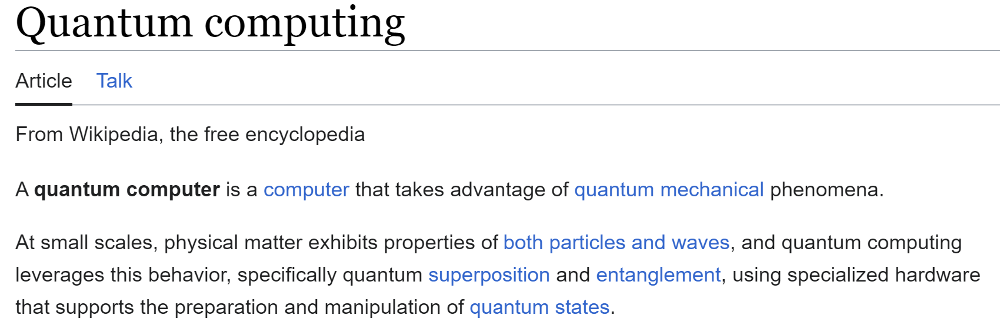 Quantum computing
Article Talk
From Wikipedia, the free encyclopedia
A quantum computer is a computer that takes advantage of quantum mechanical phenomena.
At small scales, physical matter exhibits properties of both particles and waves, and quantum computing
leverages this behavior, specifically quantum superposition and entanglement, using specialized hardware
that supports the preparation and manipulation of quantum states.